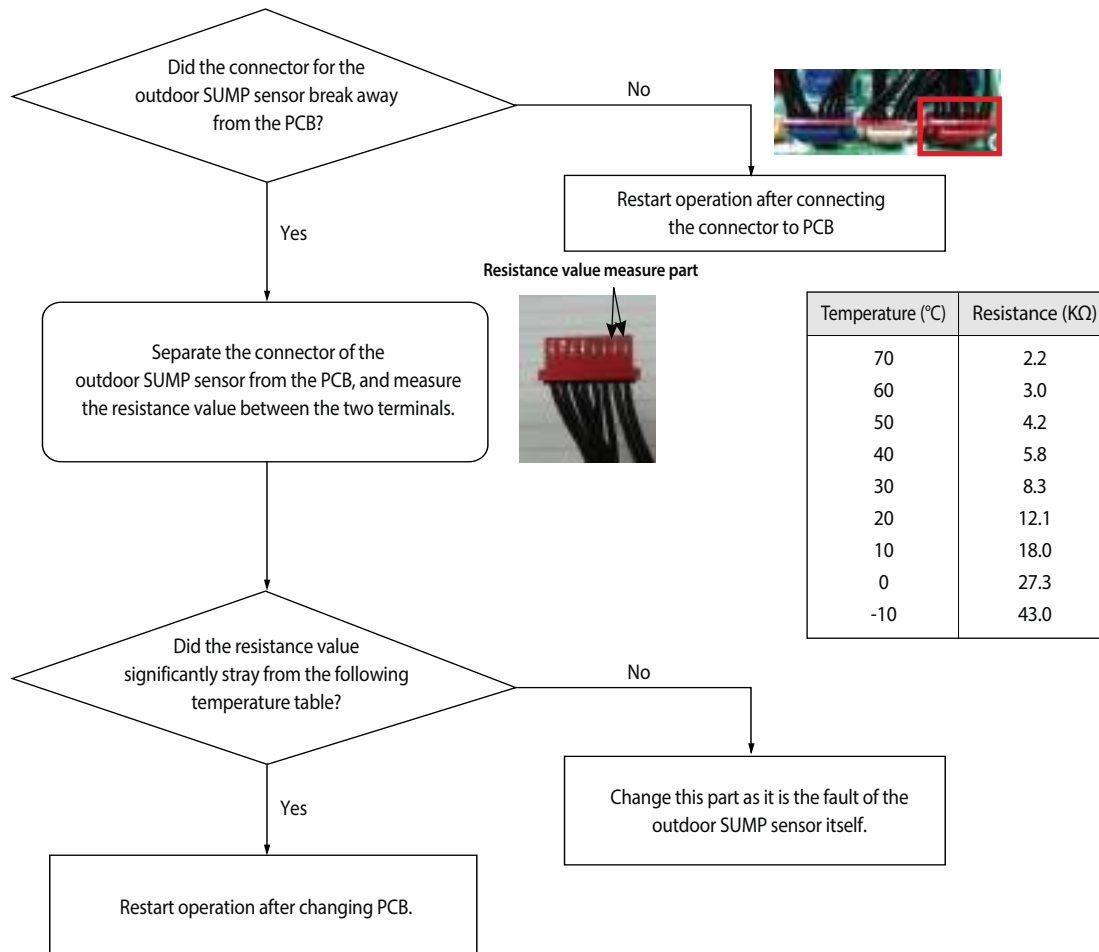 Did the connector for the
outdoor SUMP sensor break away
from the PCB?
No
Restart operation after connecting
the connector to PCB
Yes
Resistance value measure part
Separate the connector of the
outdoor SUMP sensor from the PCB, and measure
the resistance value between the two terminals.
Temperature (°C) Resistance (KΩ)
70 2.2
60 3.0
50 4.2
40 5.8
30 8.3
20 12.1
10 18.0
0 27.3
-10 43.0
Did the resistance value
significantly stray from the following
temperature table?
No
Change this part as it is the fault of the
outdoor SUMP sensor itself.
Yes
Restart operation after changing PCB.